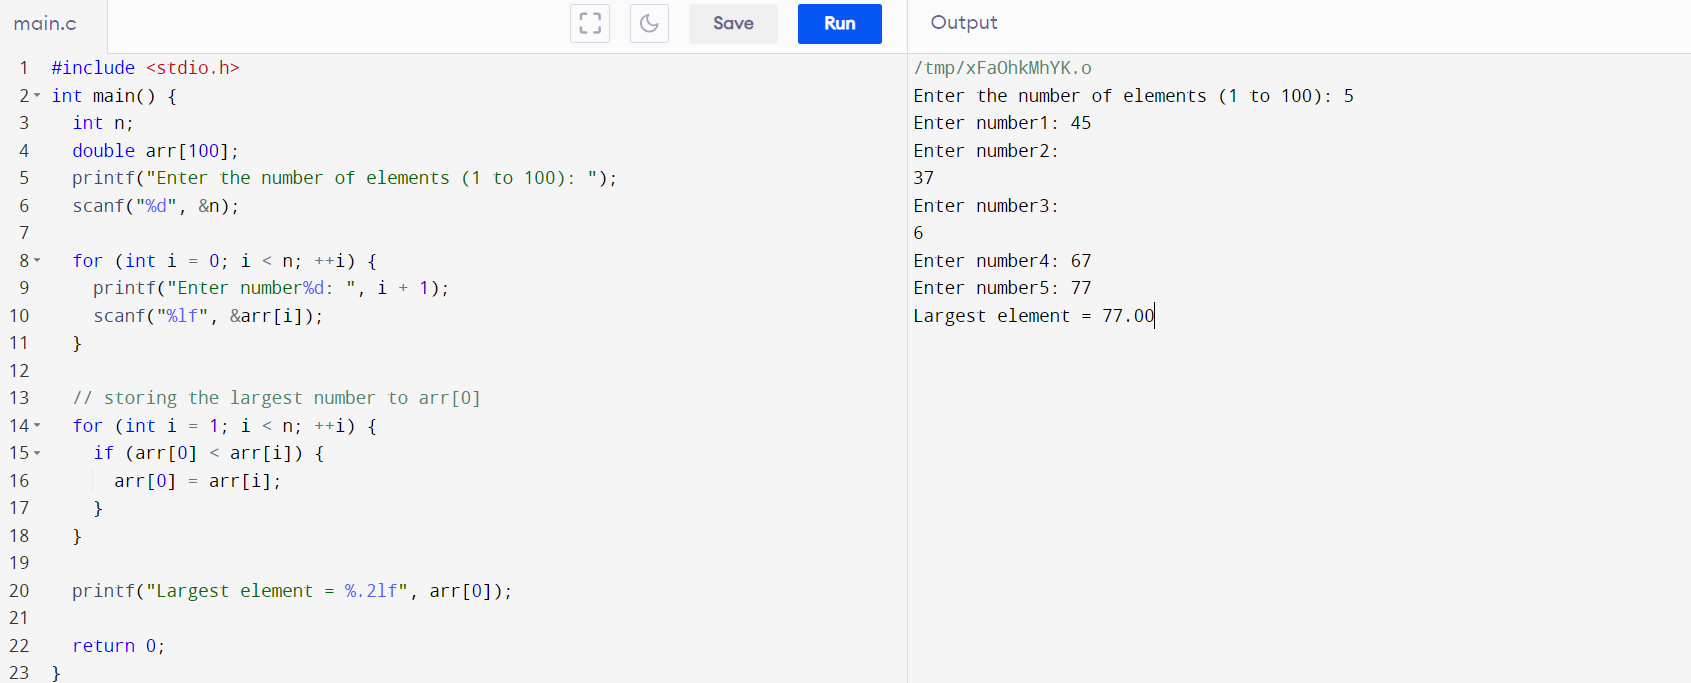 main.c
Save
Run
Output
1 #include <stdio.h>
2 int main() {
3 int n;
4 double arr[100];
5 printf("Enter the number of elements (1 to 100): ");
6 scanf("%d", &n);
7
8 for (int i = 0; i < n; ++i) {
9 printf("Enter number%d: ", i + 1);
10 scanf("%lf", &arr[i]);
11 }
12
13 // storing the largest number to arr[0]
14 for (int i = 1; i < n; ++i) {
15 if (arr[0] < arr[i]) {
16 arr[0] = arr[i];
17 }
18 }
19
20 printf("Largest element = %.2lf", arr[0]);
21
22 return 0;
23 }
/tmp/xFaOhkMhYK.o
Enter the number of elements (1 to 100): 5
Enter number1: 45
Enter number2:
37
Enter number3:
6
Enter number4: 67
Enter number5: 77
Largest element = 77.00